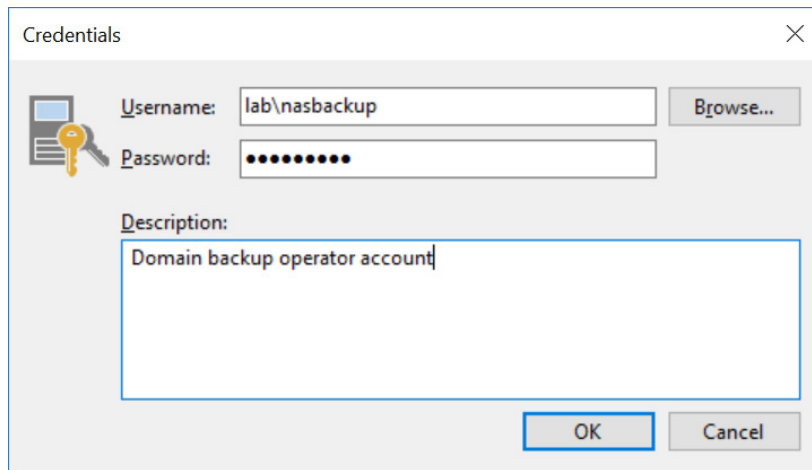 Credentials
Username: lab\nasbackup Browse...
Password: •••••••••
Description:
Domain backup operator account
OK Cancel